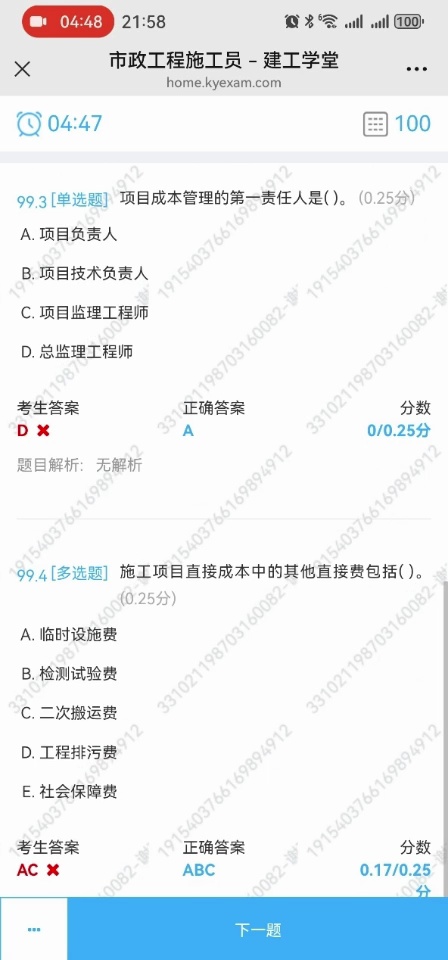 04:48 21:58 6 100
市政工程施工员 – 建工学堂
home.kyexam.com
04:47 100
99.3 [单选题] 项目成本管理的第一责任人是( )。 (0.25分)
A. 项目负责人
B. 项目技术负责人
C. 项目监理工程师
D. 总监理工程师
考生答案 正确答案 分数
D A 0/0.25分
题目解析: 无解析
99.4 [多选题] 施工项目直接成本中的其他直接费包括( )。
(0.25分)
A. 临时设施费
B. 检测试验费
C. 二次搬运费
D. 工程排污费
E. 社会保障费
考生答案 正确答案 分数
AC ABC 0.17/0.25
分
下一题